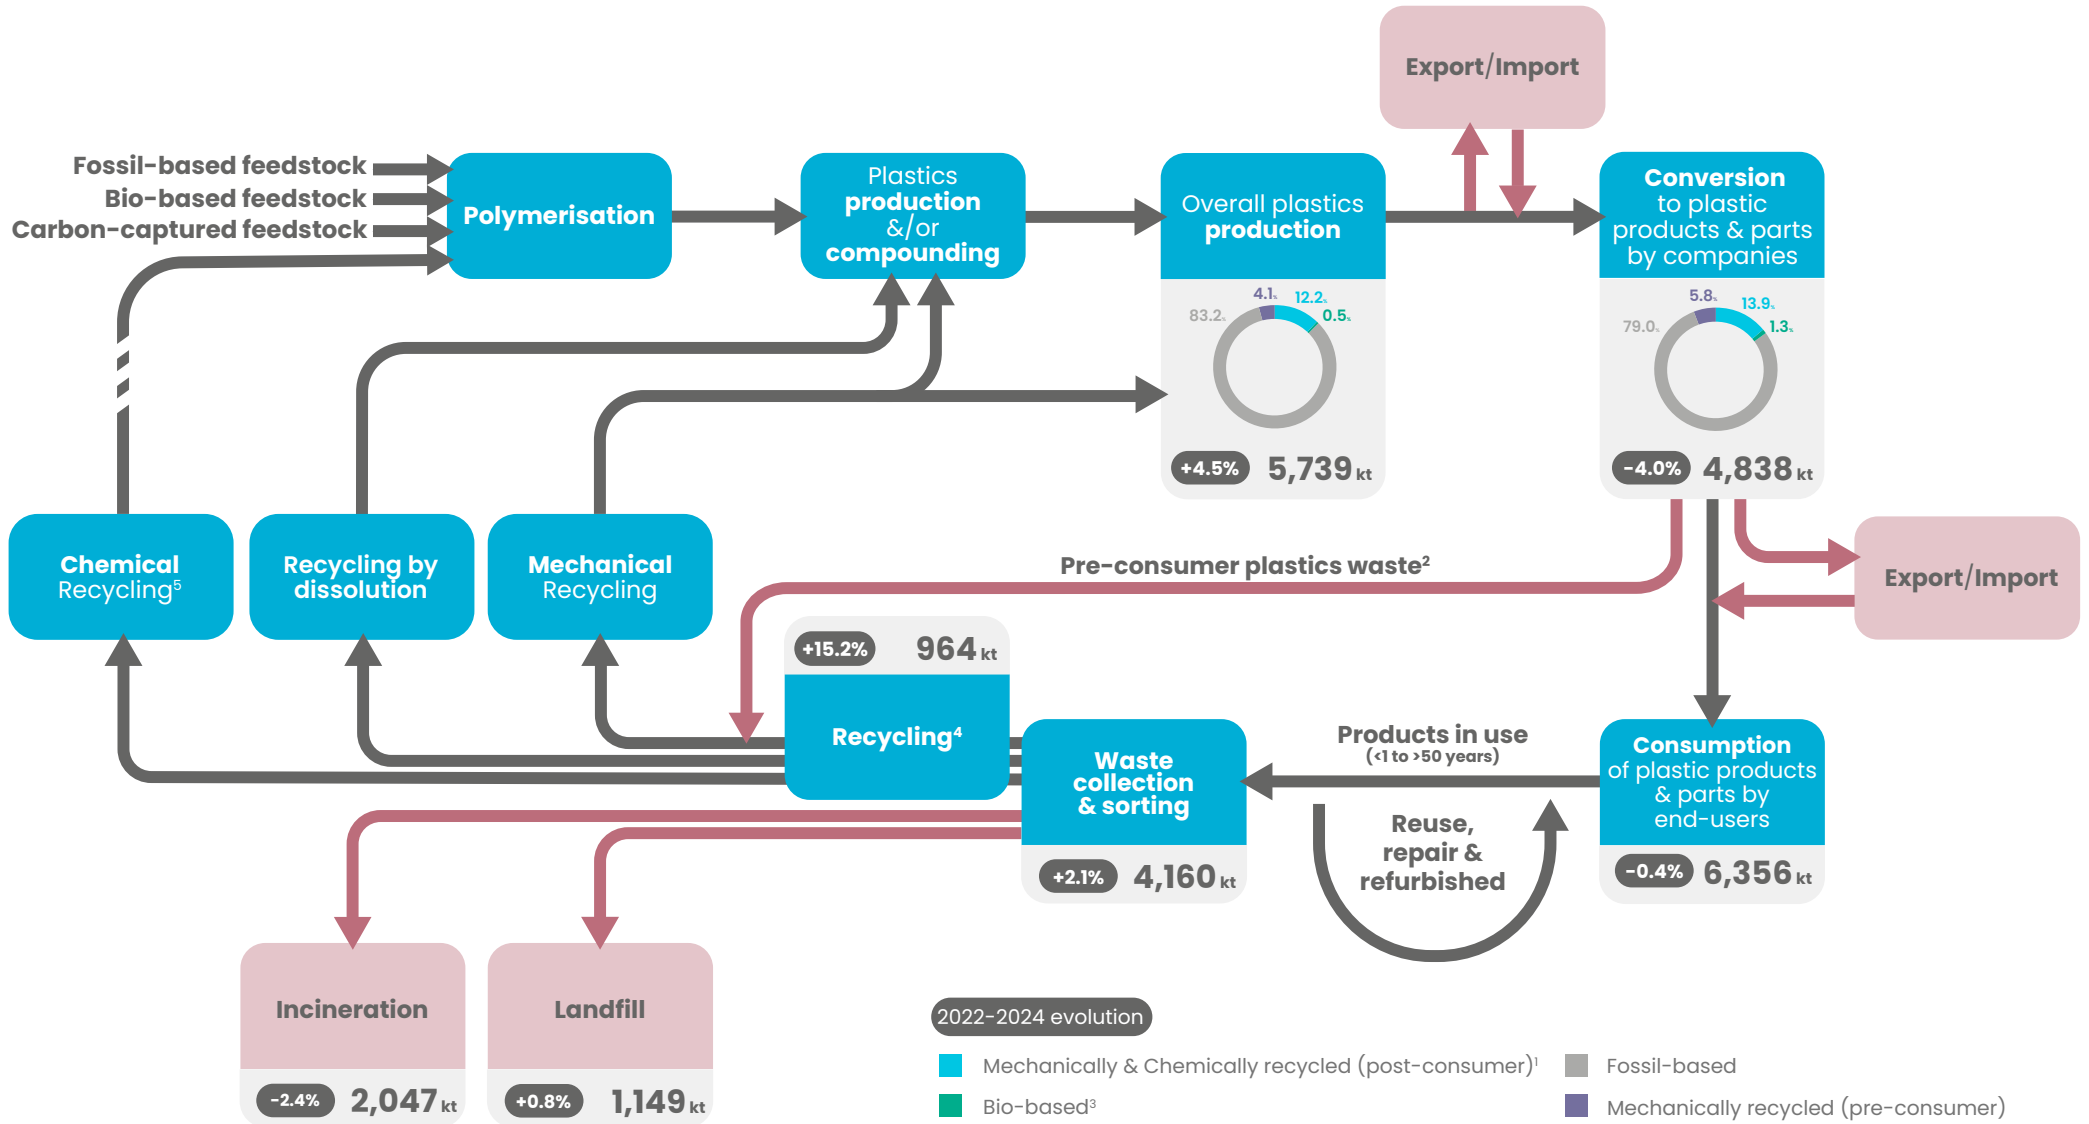 Export/Import
Fossil-based feedstock
Bio-based feedstock
Carbon-captured feedstock
Polymerisation
Plastics
production
&/or
compounding
Overall plastics
production
4.1%
12.2%
0.5%
83.2%
+4.5% 5,739 kt
Conversion
to plastic
products & parts
by companies
5.8%
13.9%
1.3%
79.0%
-4.0% 4,838 kt
Export/Import
Chemical
Recycling⁵
Recycling by
dissolution
Mechanical
Recycling
Pre-consumer plastics waste²
+15.2% 964 kt
Recycling⁴
Waste
collection
& sorting
+2.1% 4,160 kt
Products in use
(<1 to >50 years)
Reuse,
repair &
refurbished
Consumption
of plastic products
& parts by
end-users
-0.4% 6,356 kt
Incineration
-2.4% 2,047 kt
Landfill
+0.8% 1,149 kt
2022-2024 evolution
Mechanically & Chemically recycled (post-consumer)¹
Fossil-based
Bio-based³
Mechanically recycled (pre-consumer)